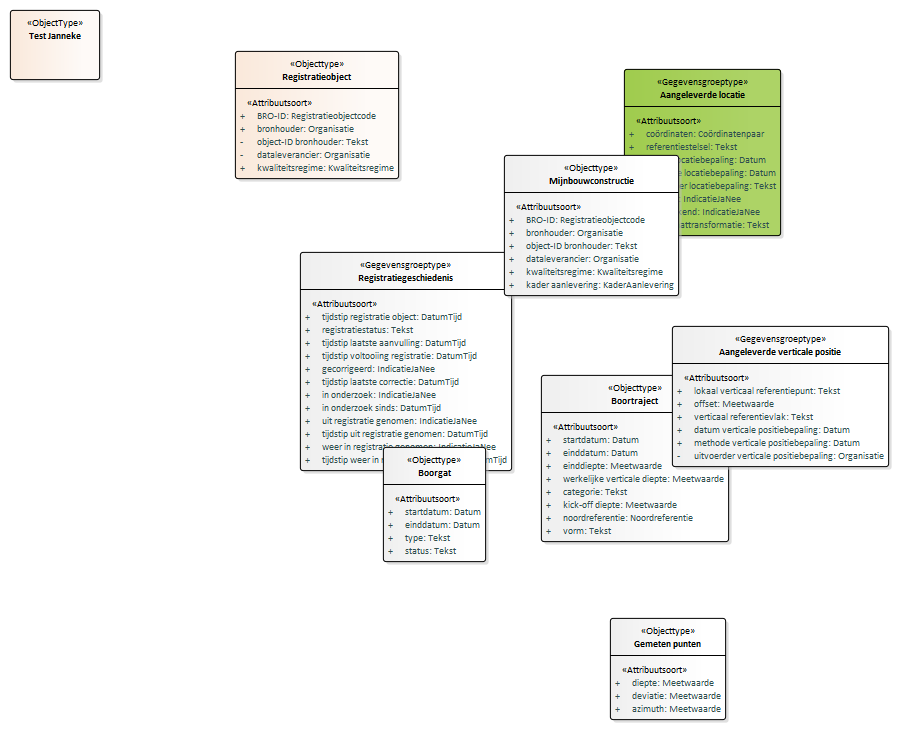 «ObjectType»
Test Janneke
«Objecttype»
Registratieobject
«Attribuutsoort»
+ BRO-ID: Registratieobjectcode
+ bronhouder: Organisatie
- object-ID bronhouder: Tekst
- dataleverancier: Organisatie
+ kwaliteitsregime: Kwaliteitsregime
«Gegevensgroeptype»
Aangeleverde locatie
«Attribuutsoort»
+ coördinaten: Coördinatenpaar
+ referentiestelsel: Tekst
catiebepaling: Datum
locatiebepaling: Datum
er locatiebepaling: Tekst
IndicatieJaNee
end: IndicatieJaNee
attransformatie: Tekst
«Objecttype»
Mijnbouwconstructie
«Attribuutsoort»
+ BRO-ID: Registratieobjectcode
+ bronhouder: Organisatie
+ object-ID bronhouder: Tekst
+ dataleverancier: Organisatie
+ kwaliteitsregime: Kwaliteitsregime
+ kader aanlevering: KaderAanlevering
«Gegevensgroeptype»
Registratiegeschiedenis
«Attribuutsoort»
+ tijdstip registratie object: DatumTijd
+ registratiestatus: Tekst
+ tijdstip laatste aanvulling: DatumTijd
+ tijdstip voltooiing registratie: DatumTijd
+ gecorrigeerd: IndicatieJaNee
+ tijdstip laatste correctie: DatumTijd
+ in onderzoek: IndicatieJaNee
+ in onderzoek sinds: DatumTijd
+ uit registratie genomen: IndicatieJaNee
+ tijdstip uit registratie genomen: DatumTijd
+ weer in registratie genomen: IndicatieJaNee
+ tijdstip weer in r mTijd
«Objecttype»
Boorgat
«Attribuutsoort»
+ startdatum: Datum
+ einddatum: Datum
+ type: Tekst
+ status: Tekst
«Gegevensgroeptype»
Aangeleverde verticale positie
«Attribuutsoort»
+ lokaal verticaal referentiepunt: Tekst
+ offset: Meetwaarde
+ verticaal referentievlak: Tekst
+ datum verticale positiebepaling: Datum
+ methode verticale positiebepaling: Datum
- uitvoerder verticale positiebepaling: Organisatie
«Objecttype»
Boortraject
«Attribuutsoort»
+ startdatum: Datum
+ einddatum: Datum
+ einddiepte: Meetwaarde
+ werkelijke verticale diepte: Meetwaarde
+ categorie: Tekst
+ kick-off diepte: Meetwaarde
+ noordreferentie: Noordreferentie
+ vorm: Tekst
«Objecttype»
Gemeten punten
«Attribuutsoort»
+ diepte: Meetwaarde
+ deviatie: Meetwaarde
+ azimuth: Meetwaarde